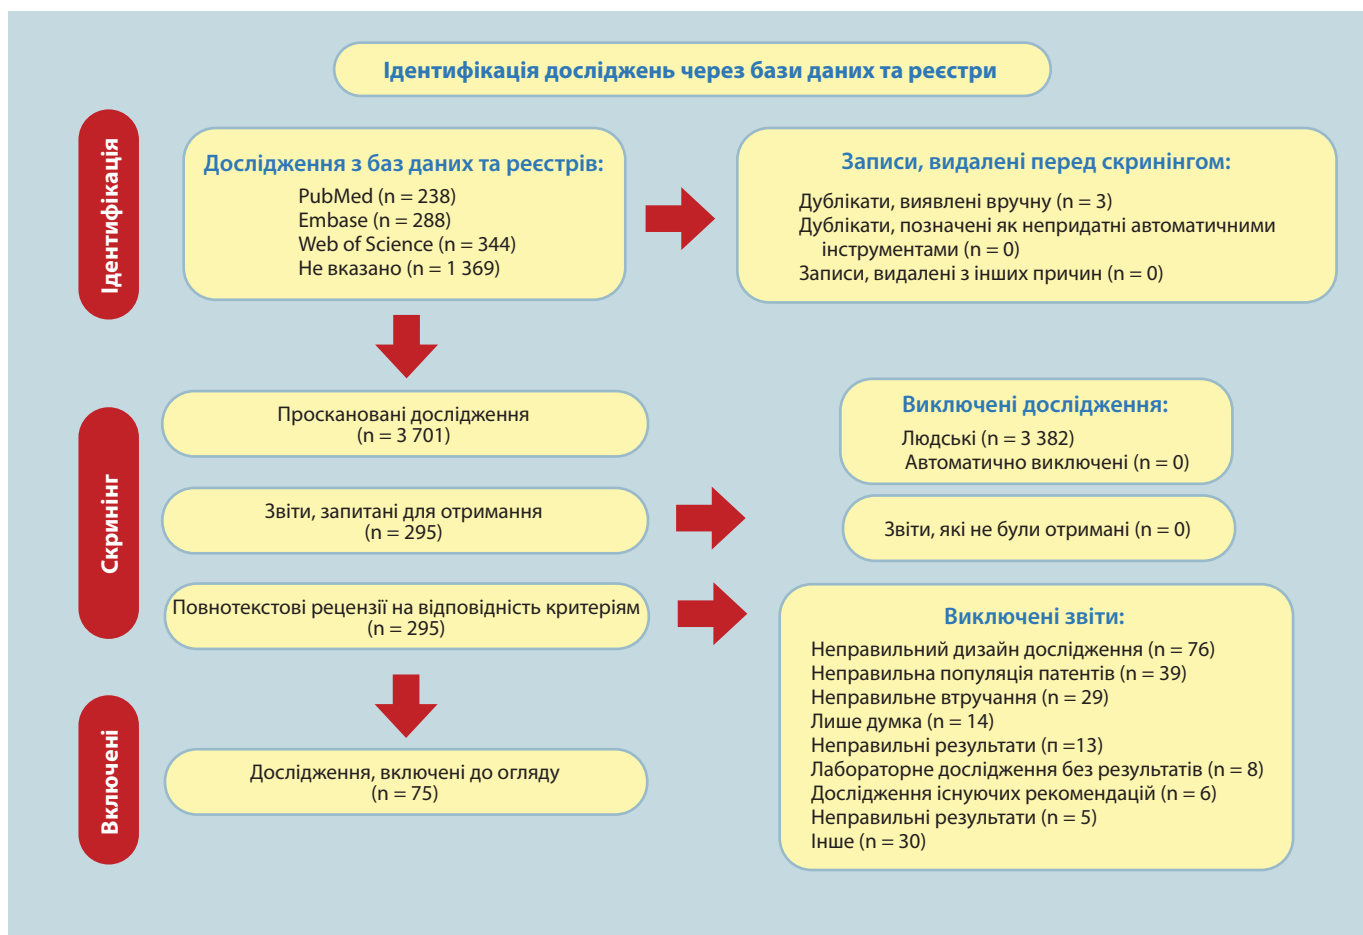 Ідентифікація досліджень через бази даних та реєстри
Ідентифікація
Дослідження з баз даних та реєстрів:
PubMed (n = 238)
Embase (n = 288)
Web of Science (n = 344)
Не вказано (n = 1 369)
Записи, видалені перед скринінгом:
Дублікати, виявлені вручну (n = 3)
Дублікати, позначені як непридатні автоматичними
інструментами (n = 0)
Записи, видалені з інших причин (n = 0)
Скринінг
Проскановані дослідження
(n = 3 701)
Виключені дослідження:
Людські (n = 3 382)
Автоматично виключені (n = 0)
Звіти, запитані для отримання
(n = 295)
Звіти, які не були отримані (n = 0)
Повнотекстові рецензії на відповідність критеріям
(n = 295)
Виключені звіти:
Неправильний дизайн дослідження (n = 76)
Неправильна популяція патентів (n = 39)
Неправильне втручання (n = 29)
Лише думка (n = 14)
Неправильні результати (п =13)
Лабораторне дослідження без результатів (n = 8)
Дослідження існуючих рекомендацій (n = 6)
Неправильні результати (n = 5)
Інше (n = 30)
Включені
Дослідження, включені до огляду
(n = 75)